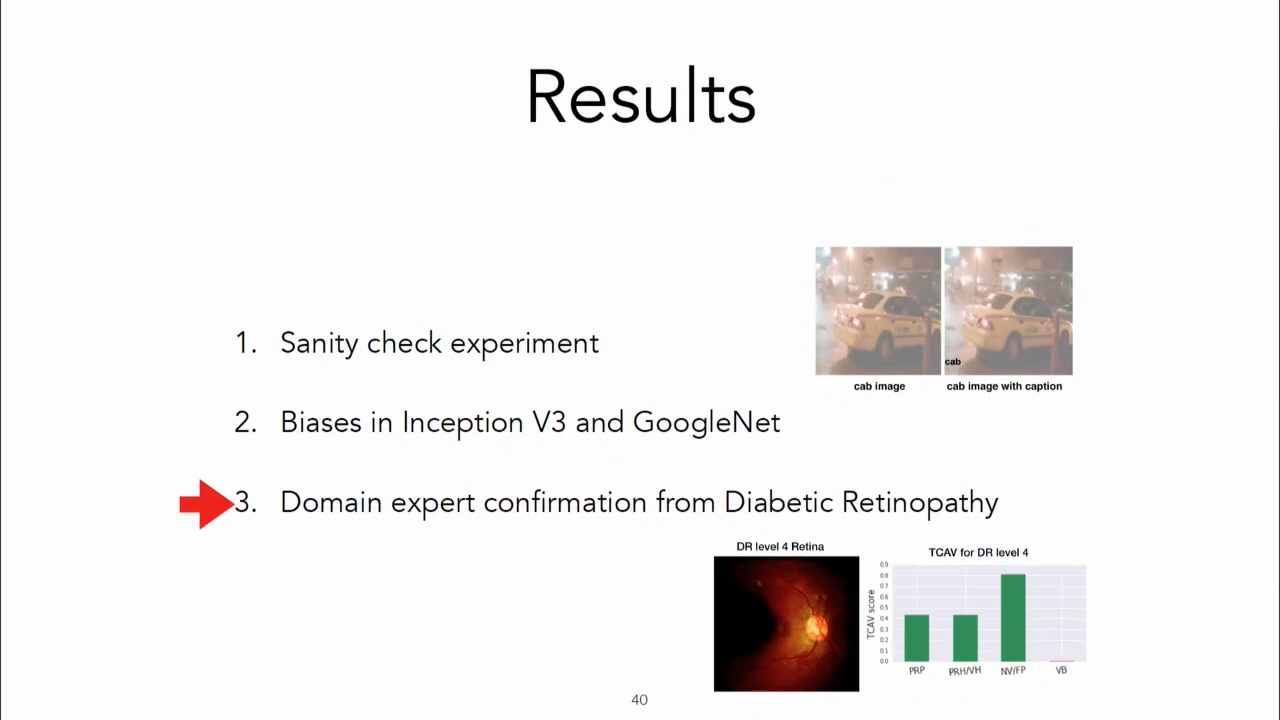 Results
1. Sanity check experiment
cab
cab image
cab image with caption
2. Biases in Inception V3 and GoogleNet
3. Domain expert confirmation from Diabetic Retinopathy
DR level 4 Retina
TCAV for DR level 4
TCAV score
0.9
0.8
0.7
0.6
0.5
0.4
0.3
0.2
0.1
0.0
PRP
PRH/VH
NV/FP
VB
40